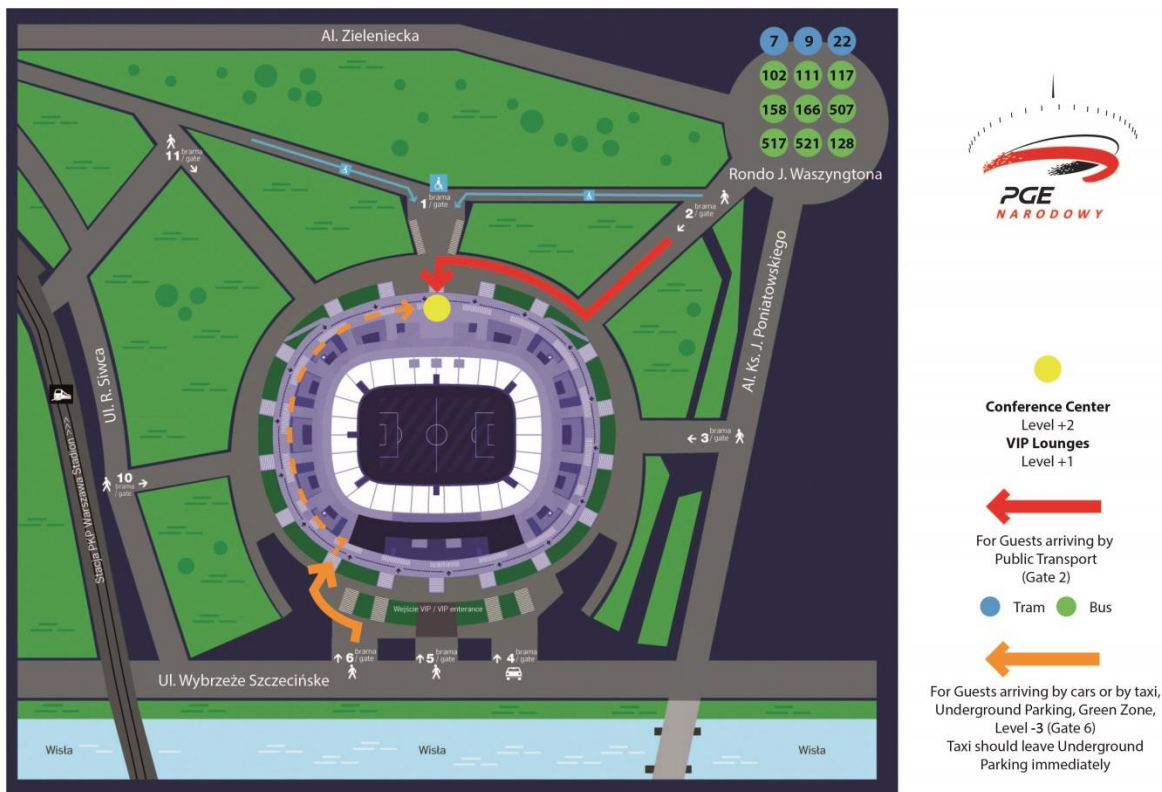 Al. Zieleniecka
7 9 22
102 111 117
158 166 507
517 521 128
Rondo J. Waszyngtona
11 brama / gate
1 brama / gate
2 brama / gate
Al. Ks. J. Poniatowskiego
Ul. R. Siwca
Stacja PKP Warszawa Stadion >>>
3 brama / gate
10 brama / gate
Wejście VIP / VIP enterance
6 brama / gate
5 brama / gate
4 brama / gate
Ul. Wybrzeże Szczecińske
Wisła
Wisła
Wisła
PGE
NARODOWY
Conference Center
Level +2
VIP Lounges
Level +1
For Guests arriving by
Public Transport
(Gate 2)
Tram Bus
For Guests arriving by cars or by taxi,
Underground Parking, Green Zone,
Level -3 (Gate 6)
Taxi should leave Underground
Parking immediately